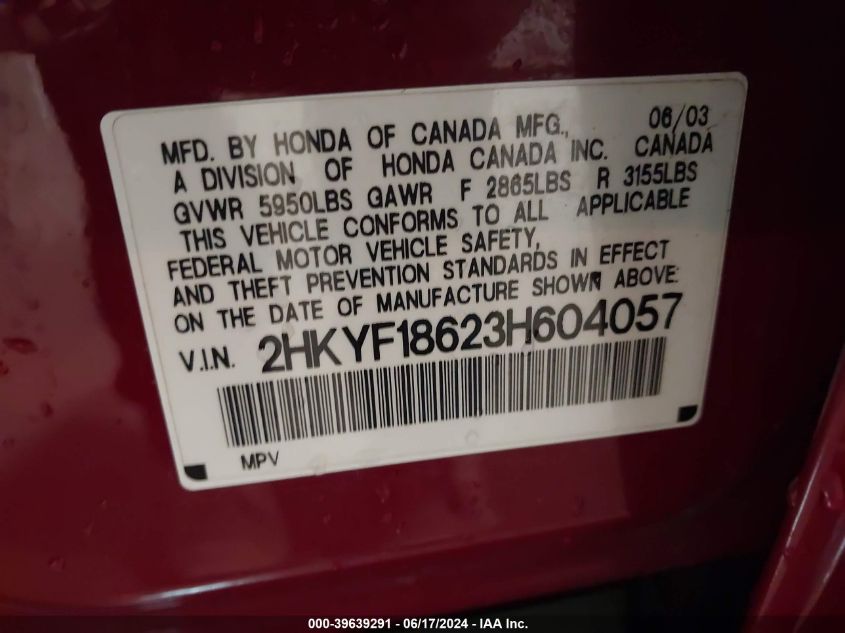 MFD. BY HONDA OF CANADA MFG., 06/03
A DIVISION OF HONDA CANADA INC. CANADA
GVWR 5950LBS GAWR F 2865LBS R 3155LBS
THIS VEHICLE CONFORMS TO ALL APPLICABLE
FEDERAL MOTOR VEHICLE SAFETY,
AND THEFT PREVENTION STANDARDS IN EFFECT
ON THE DATE OF MANUFACTURE SHOWN ABOVE:
V.I.N. 2HKYF18623H604057
MPV
000-39639291 - 06/17/2024 - IAA Inc.